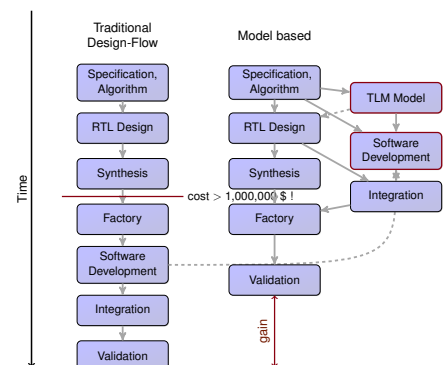 Traditional
Design-Flow
Model based
Time
Specification,
Algorithm
RTL Design
Synthesis
cost > 1,000,000 $ !
Factory
Software
Development
Integration
Validation
Specification,
Algorithm
RTL Design
Synthesis
Factory
Validation
gain
TLM Model
Software
Development
Integration